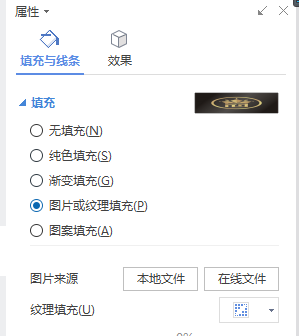 属性
填充与线条 效果
填充
无填充(N)
纯色填充(S)
渐变填充(G)
图片或纹理填充(P)
图案填充(A)
图片来源 本地文件 在线文件
纹理填充(U)